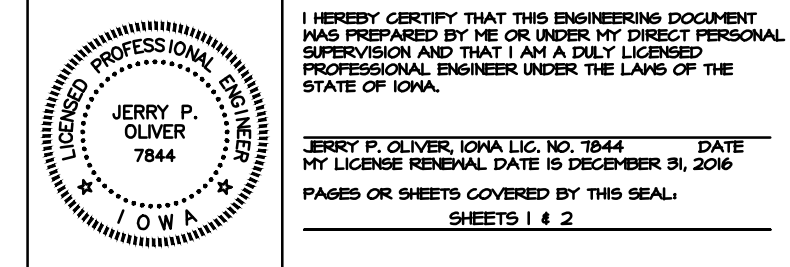 LICENSED PROFESSIONAL ENGINEER
JERRY P.
OLIVER
7844
IOWA
I HEREBY CERTIFY THAT THIS ENGINEERING DOCUMENT
WAS PREPARED BY ME OR UNDER MY DIRECT PERSONAL
SUPERVISION AND THAT I AM A DULY LICENSED
PROFESSIONAL ENGINEER UNDER THE LAWS OF THE
STATE OF IOWA.
JERRY P. OLIVER, IOWA LIC. NO. 7844 DATE
MY LICENSE RENEWAL DATE IS DECEMBER 31, 2016
PAGES OR SHEETS COVERED BY THIS SEAL:
SHEETS 1 & 2